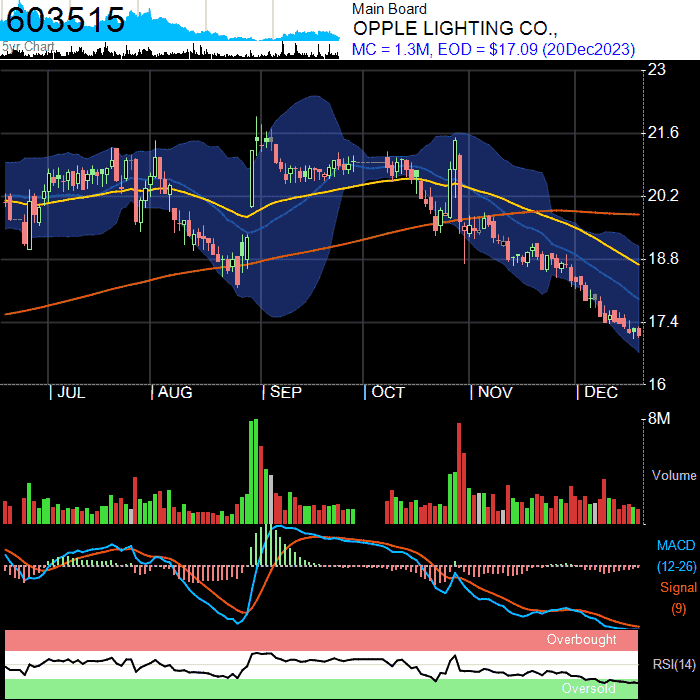 603515
5yr Chart
Main Board
OPPLE LIGHTING CO.,
MC = 1.3M, EOD = $17.09 (20Dec2023)
23
21.6
20.2
18.8
17.4
16
| JUL | AUG | SEP | OCT | NOV | DEC
8M
Volume
MACD
(12-26)
Signal
(9)
Overbought
RSI(14)
Oversold